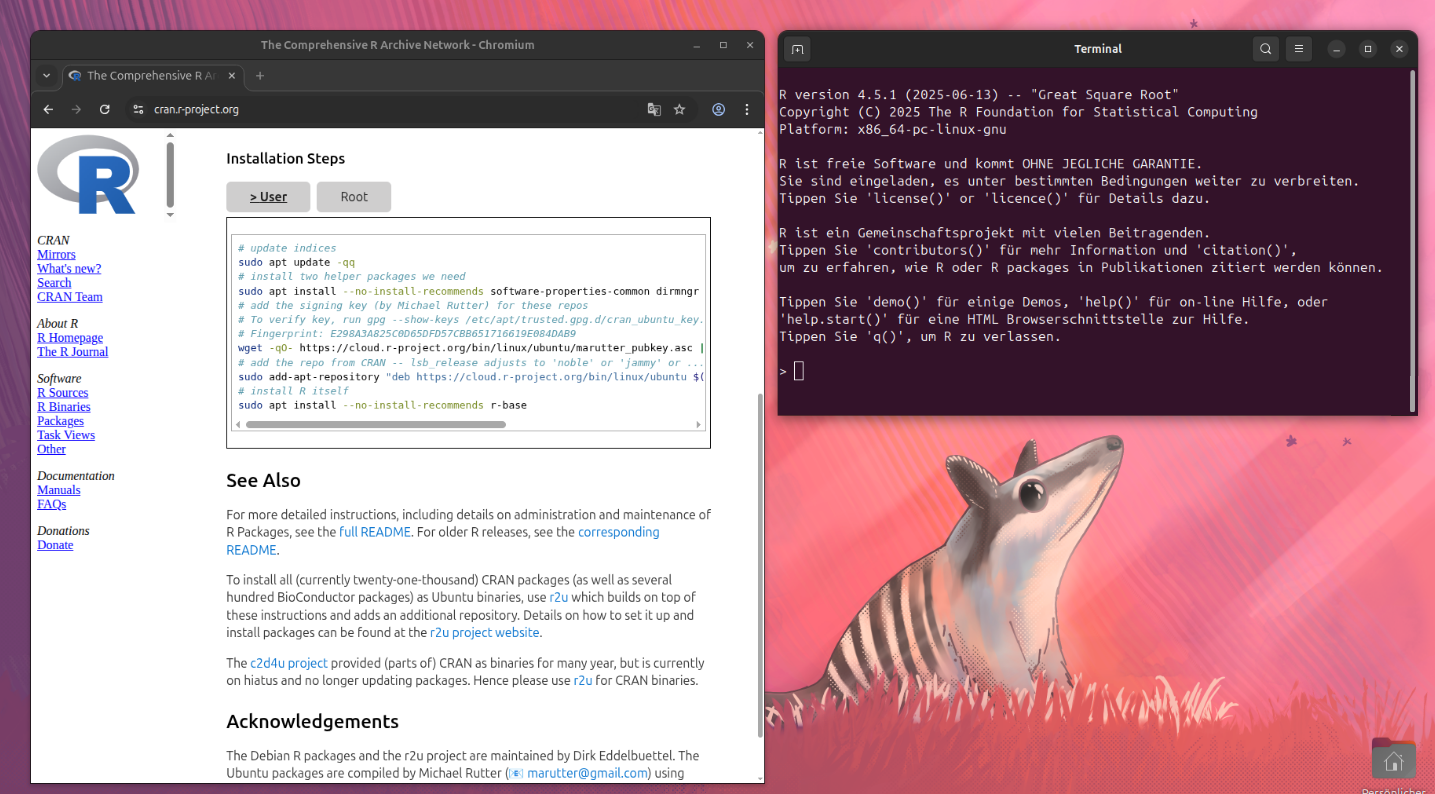 The Comprehensive R Archive Network - Chromium
The Comprehensive R Ar
cran.r-project.org
R
CRAN
Mirrors
What's new?
Search
CRAN Team
About R
R Homepage
The R Journal
Software
R Sources
R Binaries
Packages
Task Views
Other
Documentation
Manuals
FAQs
Donations
Donate
Installation Steps
> User
Root
# update indices
sudo apt update -qq
# install two helper packages we need
sudo apt install --no-install-recommends software-properties-common dirmngr
# add the signing key (by Michael Rutter) for these repos
# To verify key, run gpg --show-keys /etc/apt/trusted.gpg.d/cran_ubuntu_key.
# Fingerprint: E298A3A825C0D65DFD57CBB651716619E084DAB9
wget -qO- https://cloud.r-project.org/bin/linux/ubuntu/marutter_pubkey.asc |
# add the repo from CRAN -- lsb_release adjusts to 'noble' or 'jammy' or ...
sudo add-apt-repository "deb https://cloud.r-project.org/bin/linux/ubuntu $(
# install R itself
sudo apt install --no-install-recommends r-base
See Also
For more detailed instructions, including details on administration and maintenance of
R Packages, see the full README. For older R releases, see the corresponding
README.
To install all (currently twenty-one-thousand) CRAN packages (as well as several
hundred BioConductor packages) as Ubuntu binaries, use r2u which builds on top of
these instructions and adds an additional repository. Details on how to set it up and
install packages can be found at the r2u project website.
The c2d4u project provided (parts of) CRAN as binaries for many year, but is currently
on hiatus and no longer updating packages. Hence please use r2u for CRAN binaries.
Acknowledgements
The Debian R packages and the r2u project are maintained by Dirk Eddelbuettel. The
Ubuntu packages are compiled by Michael Rutter (📧 marutter@gmail.com) using
Terminal
R version 4.5.1 (2025-06-13) -- "Great Square Root"
Copyright (C) 2025 The R Foundation for Statistical Computing
Platform: x86_64-pc-linux-gnu
R ist freie Software und kommt OHNE JEGLICHE GARANTIE.
Sie sind eingeladen, es unter bestimmten Bedingungen weiter zu verbreiten.
Tippen Sie 'license()' or 'licence()' für Details dazu.
R ist ein Gemeinschaftsprojekt mit vielen Beitragenden.
Tippen Sie 'contributors()' für mehr Information und 'citation()',
um zu erfahren, wie R oder R packages in Publikationen zitiert werden können.
Tippen Sie 'demo()' für einige Demos, 'help()' für on-line Hilfe, oder
'help.start()' für eine HTML Browserschnittstelle zur Hilfe.
Tippen Sie 'q()', um R zu verlassen.
>
Persönlicher